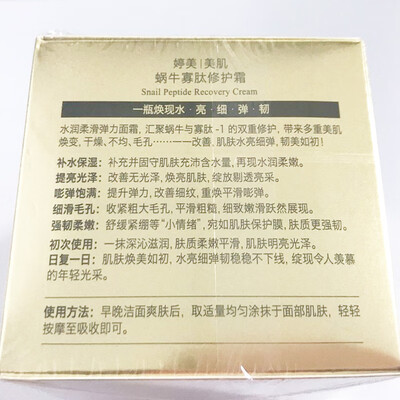 婷美|美肌
蜗牛寡肽修护霜
Snail Peptide Recovery Cream
一瓶焕现水·亮·细·弹·韧
水润柔滑弹力面霜，汇聚蜗牛与寡肽-1的双重修护，带来多重美肌
焕变，干燥、不均，毛孔······一一改善，肌肤水亮细弹，韧美如初！
补水保湿：补充并固守肌肤充沛含水量，再现水润柔嫩。
提亮光泽：改善无光泽，焕亮肌肤，绽放剔透亮采。
弹饱满：提升弹力，改善细纹，重焕平滑弹。
细滑毛孔：收紧粗大毛孔，平滑粗糙，细致嫩滑跃然展现。
强韧柔嫩：舒缓紧绷等“小情绪”，宛如肌肤保护膜，肤质更强韧。
初次使用：一抹深沁滋润，肤质柔嫩平滑，肌肤明亮光泽。
日复一日：肌肤焕美如初，水亮细弹韧稳稳不下线，绽现令人羡慕
的年轻光采。
使用方法：早晚洁面爽肤后，取适量均匀涂抹于面部肌肤，轻轻
按摩至吸收即可。